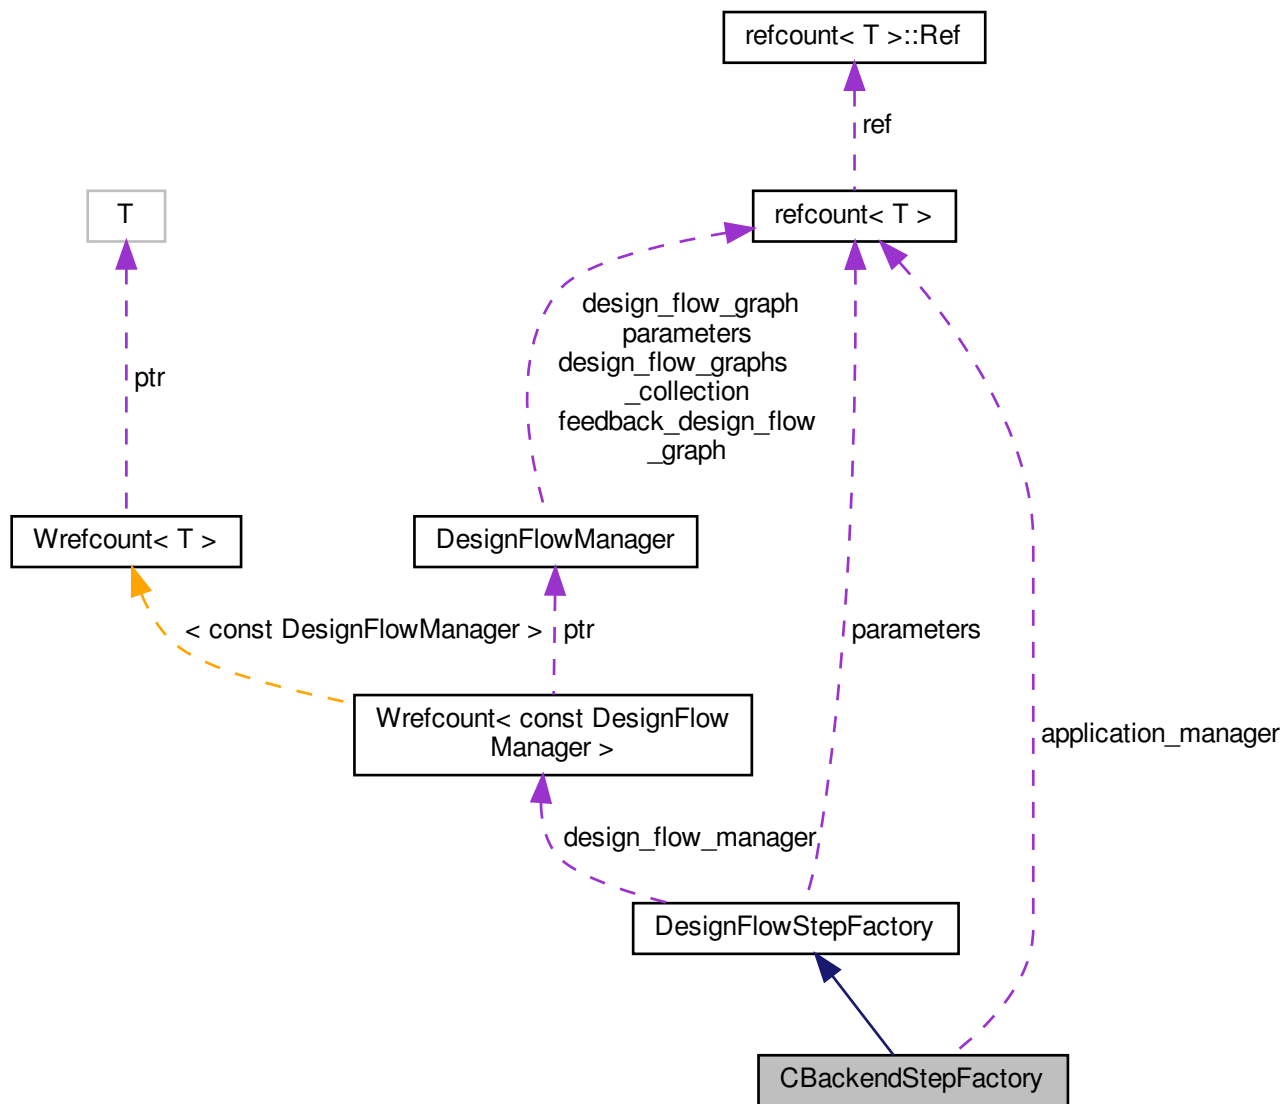 refcount< T >::Ref
ref
T
refcount< T >
design_flow_graph
parameters
design_flow_graphs
_collection
feedback_design_flow
_graph
ptr
Wrefcount< T >
DesignFlowManager
< const DesignFlowManager >
ptr
parameters
Wrefcount< const DesignFlow
Manager >
application_manager
design_flow_manager
DesignFlowStepFactory
CBackendStepFactory